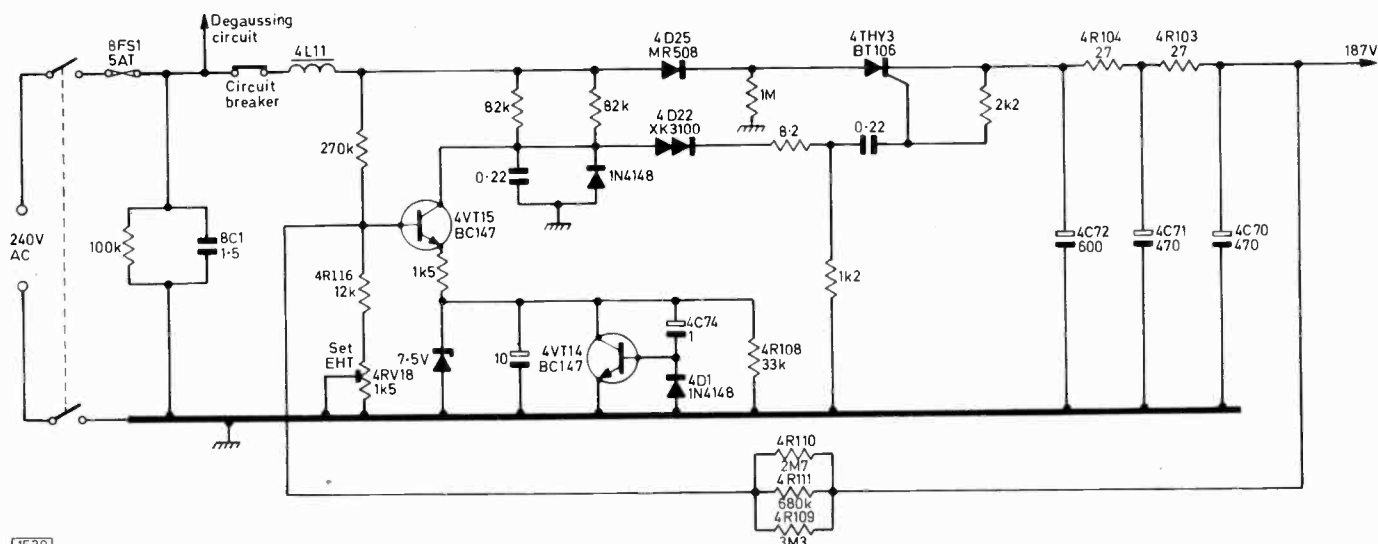 Degaussing
circuit
8FS1
5AT
4L11
Circuit
breaker
4D25
MR508
4THY3
BT106
4R104
27
4R103
27
187V
82k
82k
1M
2k2
4D22
XK3100
8·2
0·22
270k
0·22
1N4148
240V
AC
100k
8C1
1·5
4VT15
BC147
1k5
4R116
12k
1k2
4C72
600
4C71
470
4C70
470
Set
EHT
4RV18
1k5
7·5V
10
4VT14
BC147
4C74
1
4D1
1N4148
4R108
33k
4R110
2M7
4R111
680k
4R109
3M3